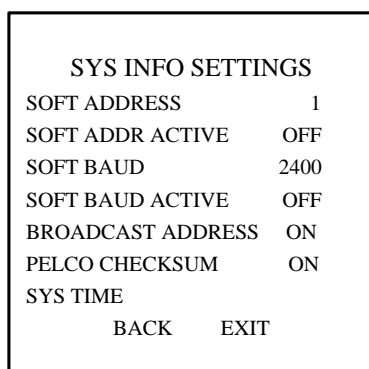 SYS INFO SETTINGS
SOFT ADDRESS 1
SOFT ADDR ACTIVE OFF
SOFT BAUD 2400
SOFT BAUD ACTIVE OFF
BROADCAST ADDRESS ON
PELCO CHECKSUM ON
SYS TIME
BACK EXIT